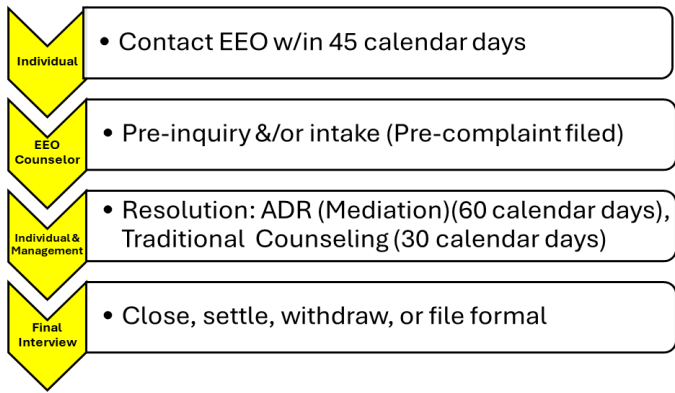 Individual
• Contact EEO w/in 45 calendar days
EEO
Counselor
• Pre-inquiry &/or intake (Pre-complaint filed)
Individual &
Management
• Resolution: ADR (Mediation)(60 calendar days),
Traditional Counseling (30 calendar days)
Final
Interview
• Close, settle, withdraw, or file formal